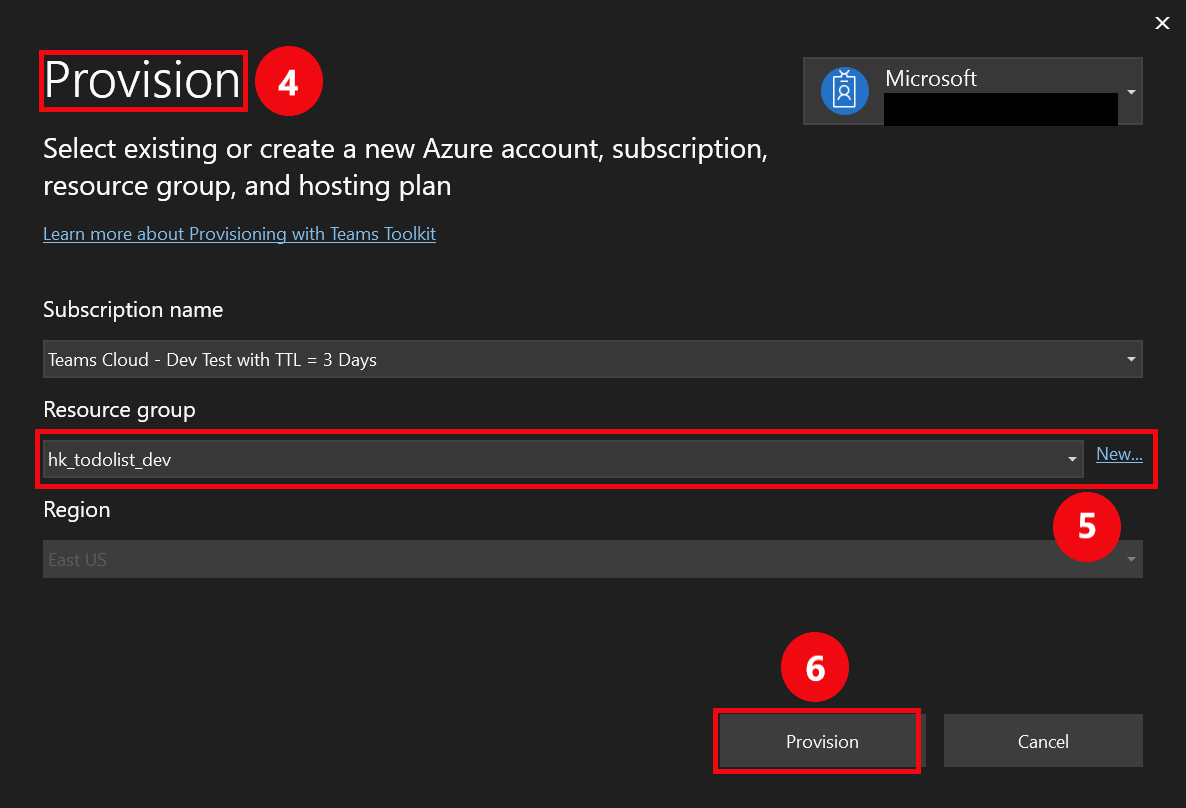 Provision
4
Microsoft
Select existing or create a new Azure account, subscription,
resource group, and hosting plan
Learn more about Provisioning with Teams Toolkit
Subscription name
Teams Cloud - Dev Test with TTL = 3 Days
Resource group
hk_todolist_dev
New...
Region
5
East US
6
Provision
Cancel